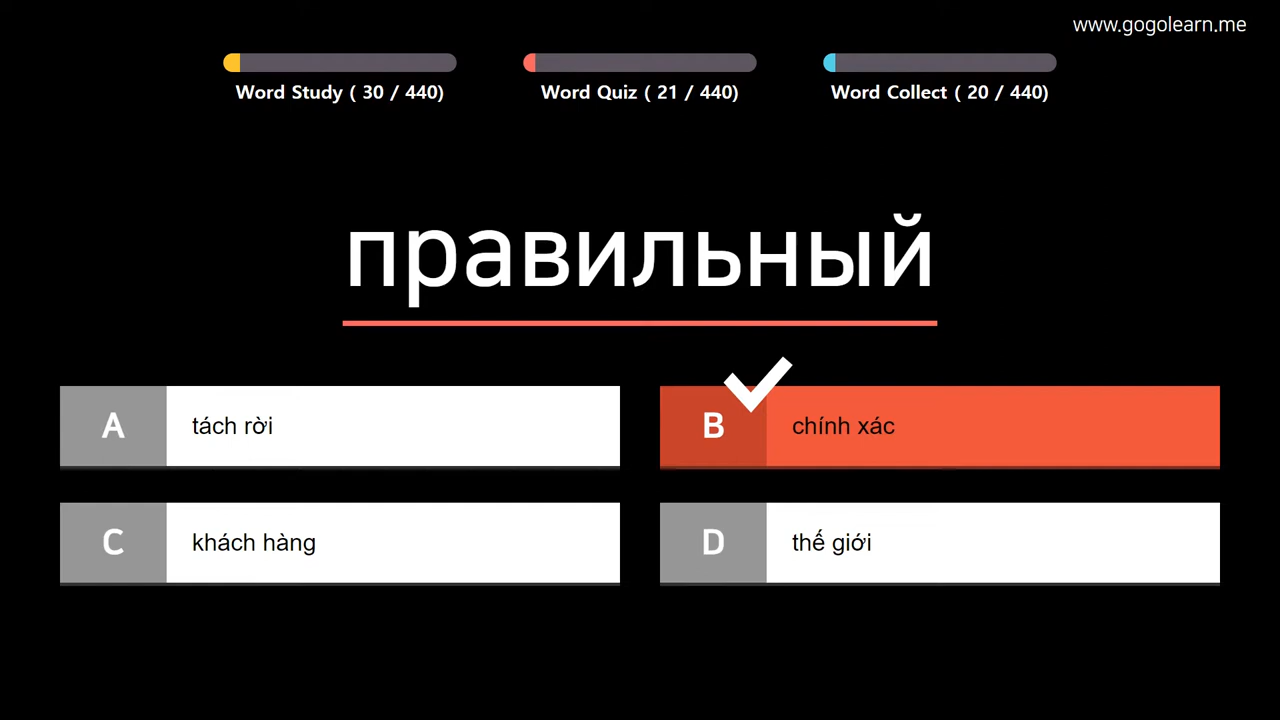 www.gogolearn.me
Word Study ( 30 / 440)
Word Quiz ( 21 / 440)
Word Collect ( 20 / 440)
правильный
A
tách rời
B
chính xác
C
khách hàng
D
thế giới